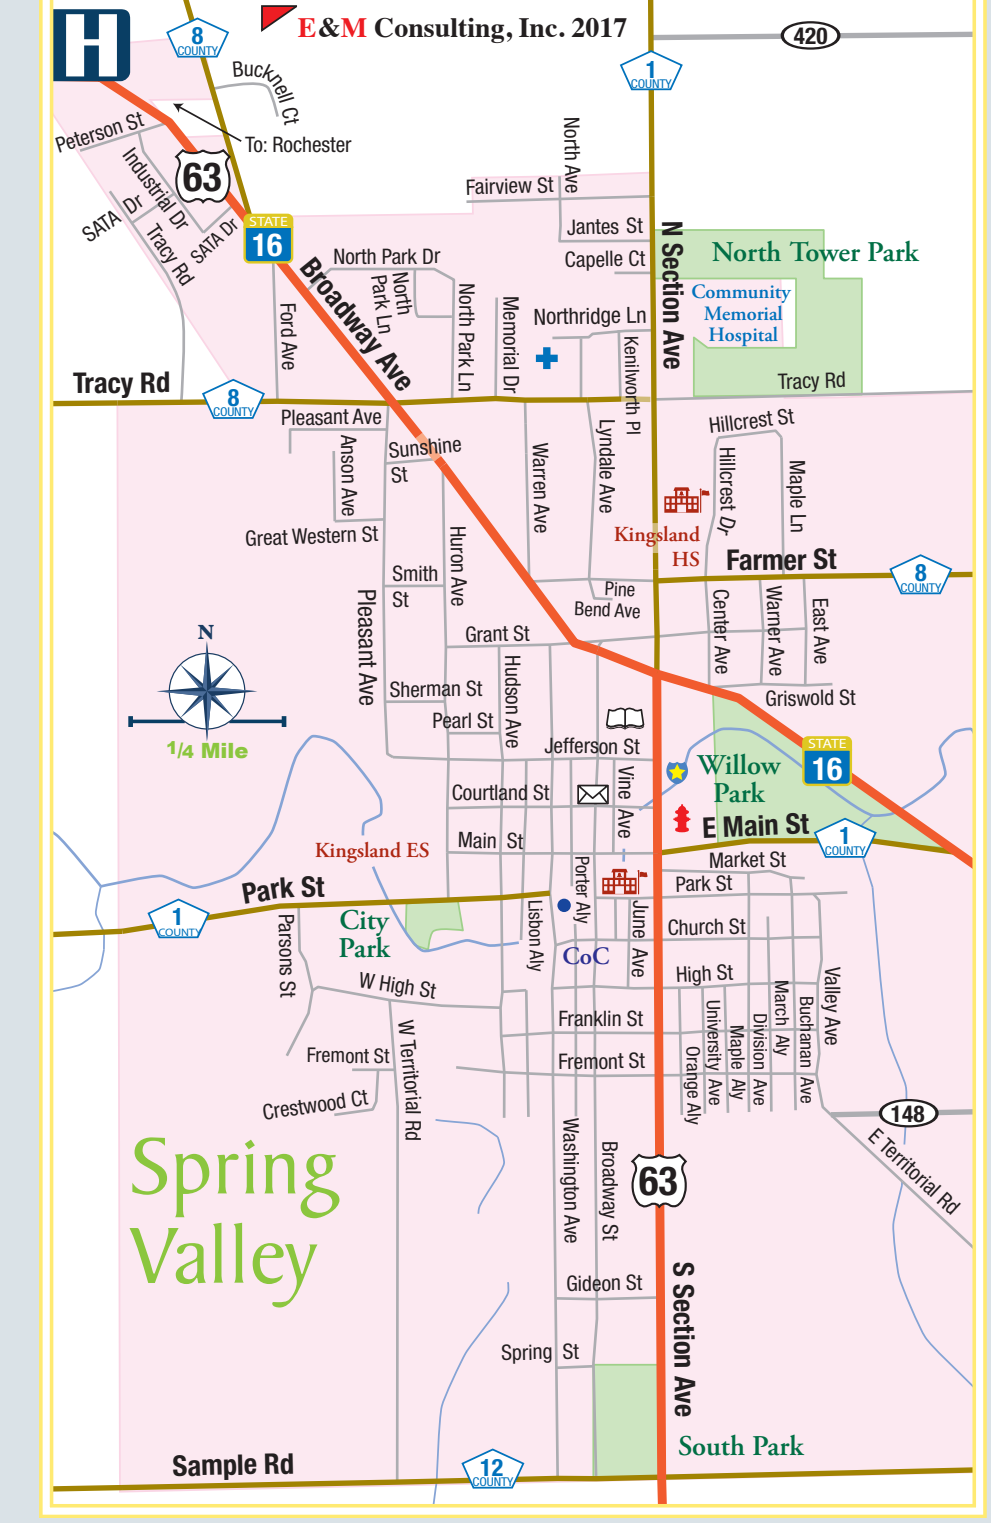 H
8
COUNTY
E&M Consulting, Inc. 2017
420
1
COUNTY
Bucknell Ct
Peterson St
To: Rochester
63
Industrial Dr
SATA Dr
SATA Dr
Tracy Rd
STATE
16
North Ave
Fairview St
Jantes St
Capelle Ct
N Section Ave
North Tower Park
Community
Memorial
Hospital
North Park Dr
North
Park Ln
Broadway Ave
Ford Ave
North Park Ln
Memorial Dr
Northridge Ln
Kenilworth Pl
Tracy Rd
Tracy Rd
8
COUNTY
Pleasant Ave
Anson Ave
Sunshine
St
Great Western St
Warren Ave
Lyndale Ave
Hillcrest St
Hillcrest Dr
Maple Ln
Kingsland
HS
Farmer St
8
COUNTY
Huron Ave
Smith
St
Pine
Bend Ave
Pleasant Ave
Center Ave
Warner Ave
East Ave
Grant St
N
Hudson Ave
Sherman St
Pearl St
Griswold St
1/4 Mile
Jefferson St
STATE
16
Willow
Park
Vine Ave
Courtland St
E Main St
1
COUNTY
Main St
Kingsland ES
Market St
Park St
Park St
Porter Aly
1
COUNTY
City
Park
Parsons St
Lisbon Aly
June Ave
Church St
CoC
W High St
High St
Valley Ave
March Aly
Buchanan Ave
University Ave
Maple Aly
Division Ave
Orange Aly
Franklin St
W Territorial Rd
Fremont St
Fremont St
Crestwood Ct
148
E Territorial Rd
Spring
Valley
Washington Ave
Broadway St
63
S Section Ave
Gideon St
Spring St
South Park
Sample Rd
12
COUNTY